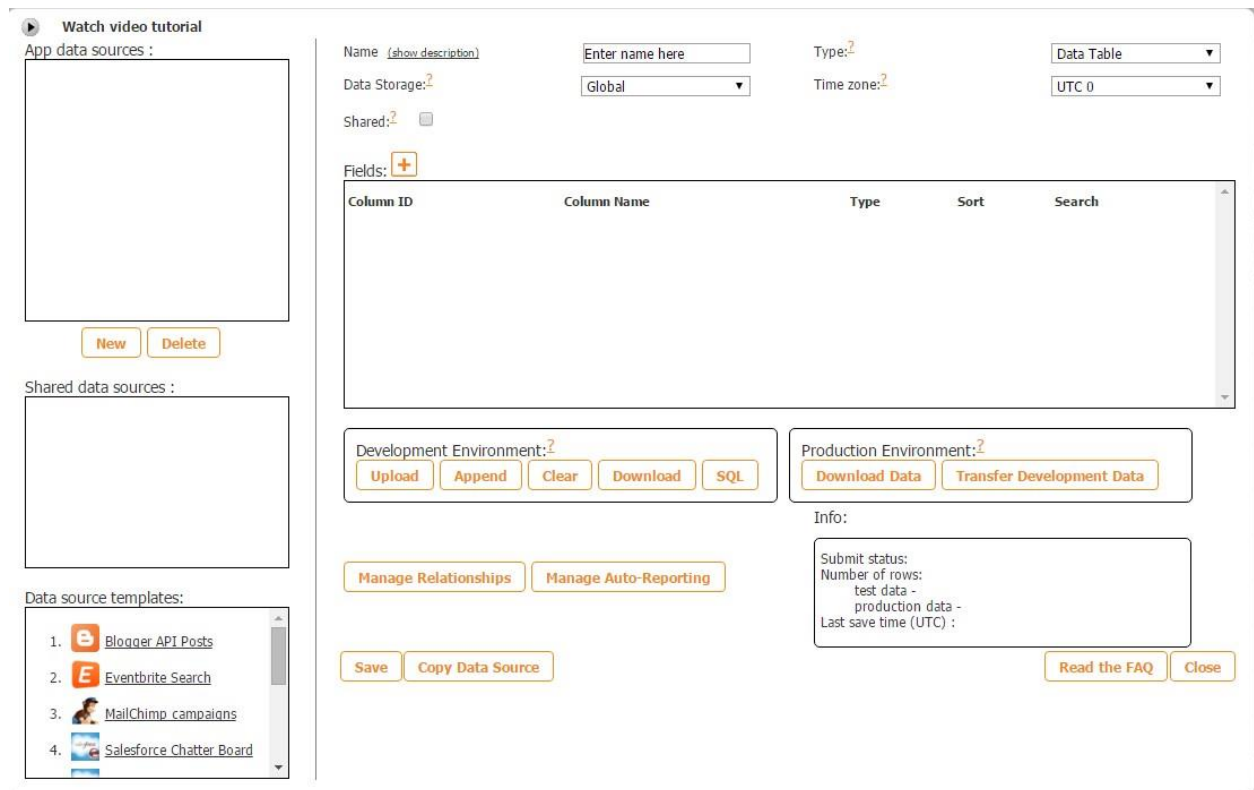 Watch video tutorial
App data sources :
New Delete
Shared data sources :
Data source templates:
1. Blogger API Posts
2. Eventbrite Search
3. MailChimp campaigns
4. Salesforce Chatter Board
Name (show description) Enter name here Type:? Data Table
Data Storage:? Global Time zone:? UTC 0
Shared:?
Fields: +
Column ID Column Name Type Sort Search
Development Environment:?
Upload Append Clear Download SQL
Production Environment:?
Download Data Transfer Development Data
Manage Relationships Manage Auto-Reporting
Info:
Submit status:
Number of rows:
test data -
production data -
Last save time (UTC) :
Save Copy Data Source Read the FAQ Close